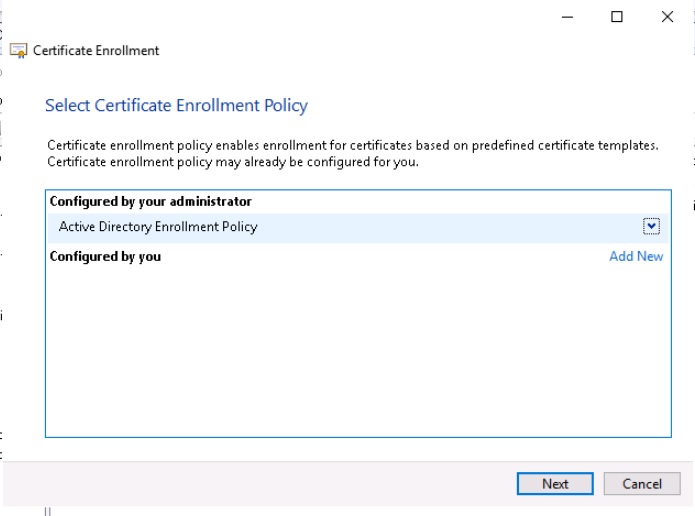 Certificate Enrollment
Select Certificate Enrollment Policy
Certificate enrollment policy enables enrollment for certificates based on predefined certificate templates.
Certificate enrollment policy may already be configured for you.
Configured by your administrator
Active Directory Enrollment Policy
Configured by you Add New
Next Cancel